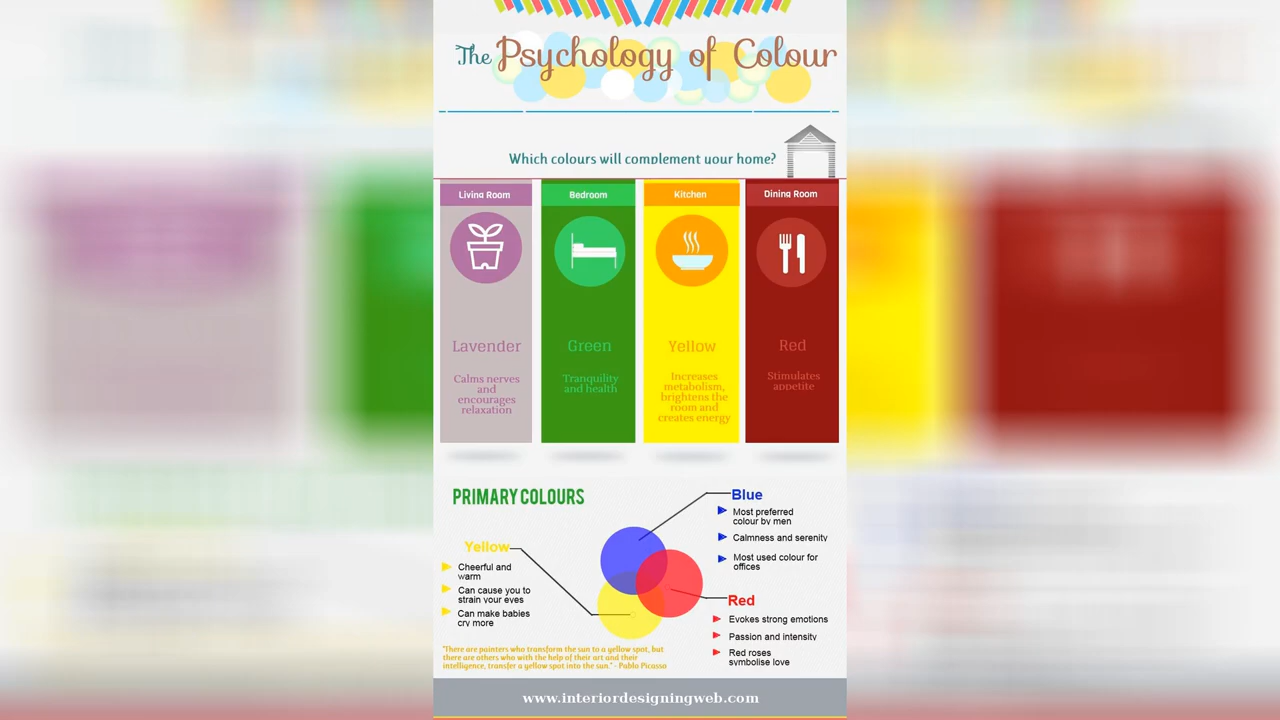 The Psychology of Colour
Which colours will complement your home?
Living Room
Lavender
Calms nerves
and
encourages
relaxation
Bedroom
Green
Tranquility
and health
Kitchen
Yellow
Increases
metabolism,
brightens the
room and
creates energy
Dining Room
Red
Stimulates
appetite
PRIMARY COLOURS
Blue
Most preferred
colour by men
Calmness and serenity
Most used colour for
offices
Yellow
Cheerful and
warm
Can cause you to
strain your eyes
Can make babies
cry more
Red
Evokes strong emotions
Passion and intensity
Red roses
symbolise love
"There are painters who transform the sun to a yellow spot, but
there are others who with the help of their art and their
intelligence, transfer a yellow spot into the sun." - Pablo Picasso
www.interiordesigningweb.com